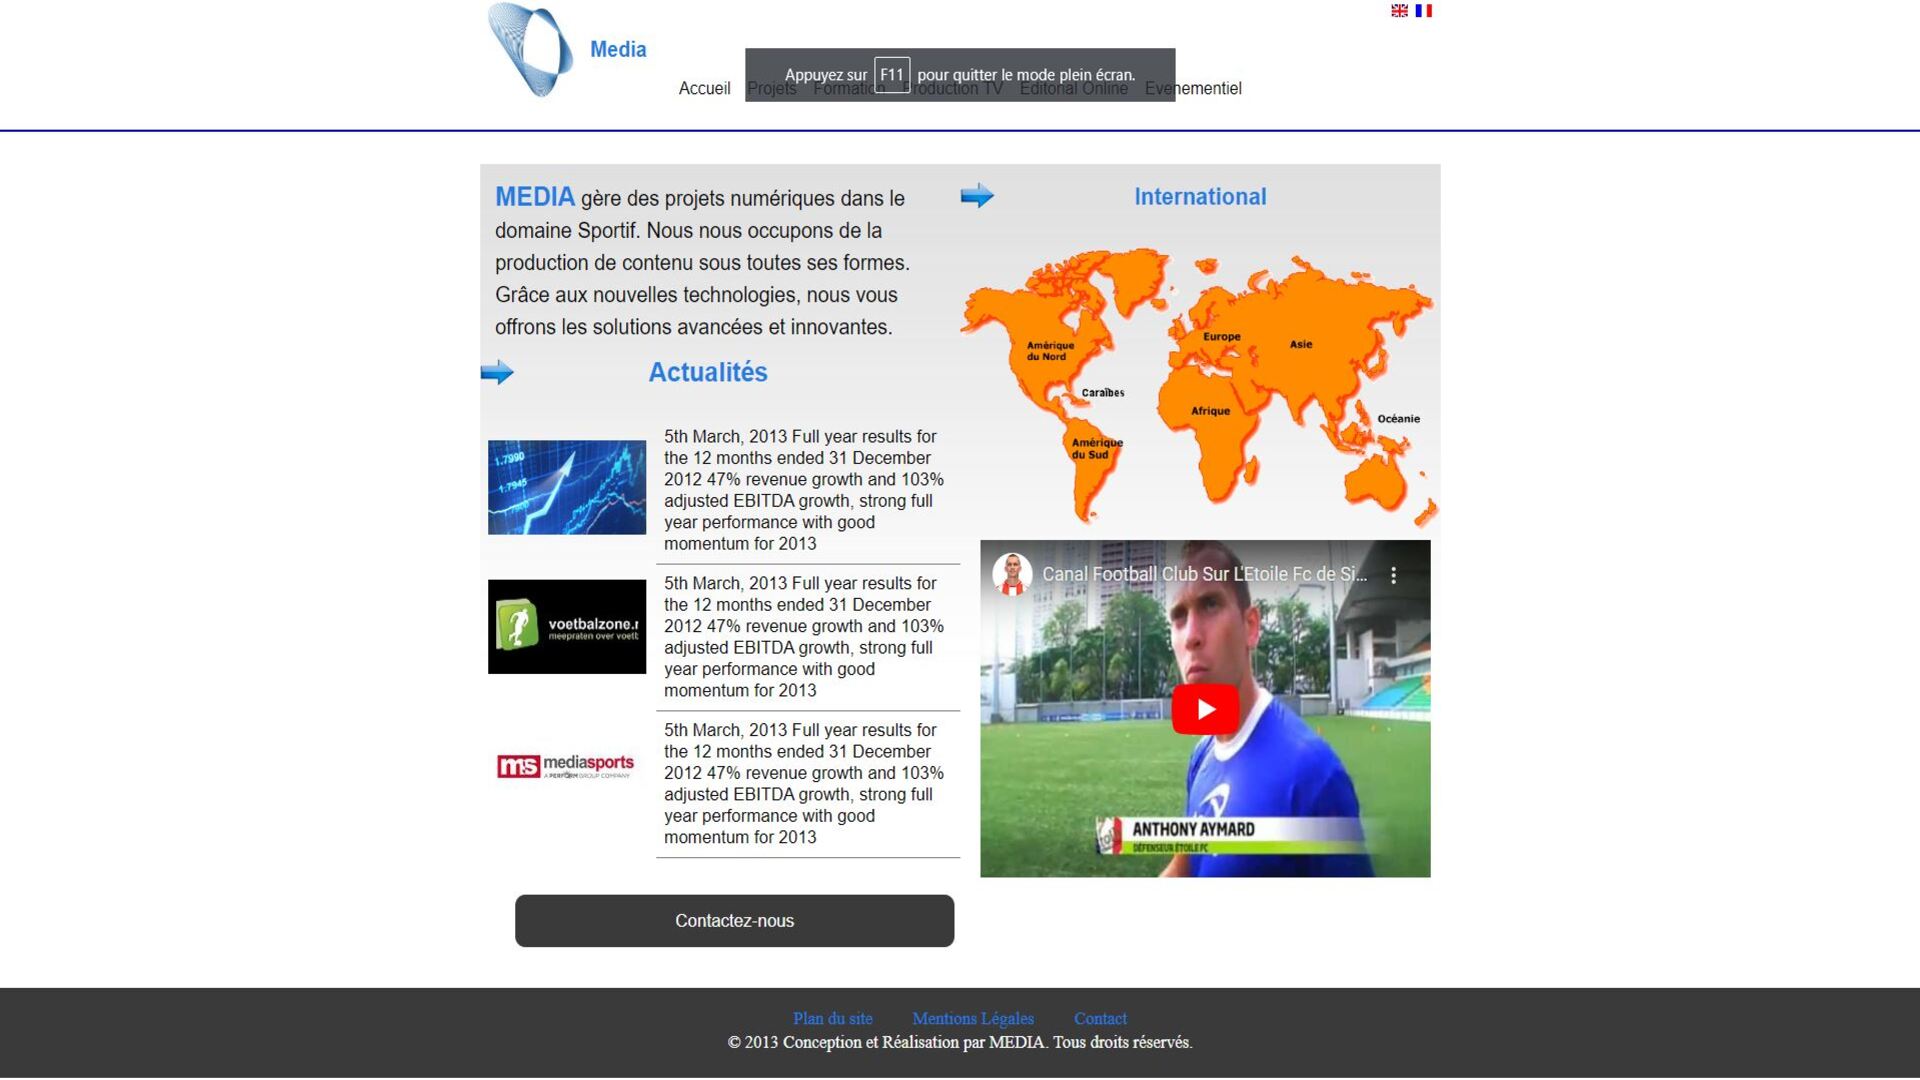 Media
Appuyez sur F11 pour quitter le mode plein écran.
Accueil Projets Formation Production TV Editorial Online Evenementiel
MEDIA gère des projets numériques dans le
domaine Sportif. Nous nous occupons de la
production de contenu sous toutes ses formes.
Grâce aux nouvelles technologies, nous vous
offrons les solutions avancées et innovantes.
Actualités
1.7990
1.7945
5th March, 2013 Full year results for
the 12 months ended 31 December
2012 47% revenue growth and 103%
adjusted EBITDA growth, strong full
year performance with good
momentum for 2013
voetbalzone.n
meepraten over voetb
5th March, 2013 Full year results for
the 12 months ended 31 December
2012 47% revenue growth and 103%
adjusted EBITDA growth, strong full
year performance with good
momentum for 2013
ms mediasports
A PERFORM GROUP COMPANY
5th March, 2013 Full year results for
the 12 months ended 31 December
2012 47% revenue growth and 103%
adjusted EBITDA growth, strong full
year performance with good
momentum for 2013
Contactez-nous
International
Amérique
du Nord
Europe
Asie
Caraïbes
Afrique
Océanie
Amérique
du Sud
Canal Football Club Sur L'Etoile Fc de Si...
ANTHONY AYMARD
DÉFENSEUR ÉTOILE FC
Plan du site Mentions Légales Contact
© 2013 Conception et Réalisation par MEDIA. Tous droits réservés.